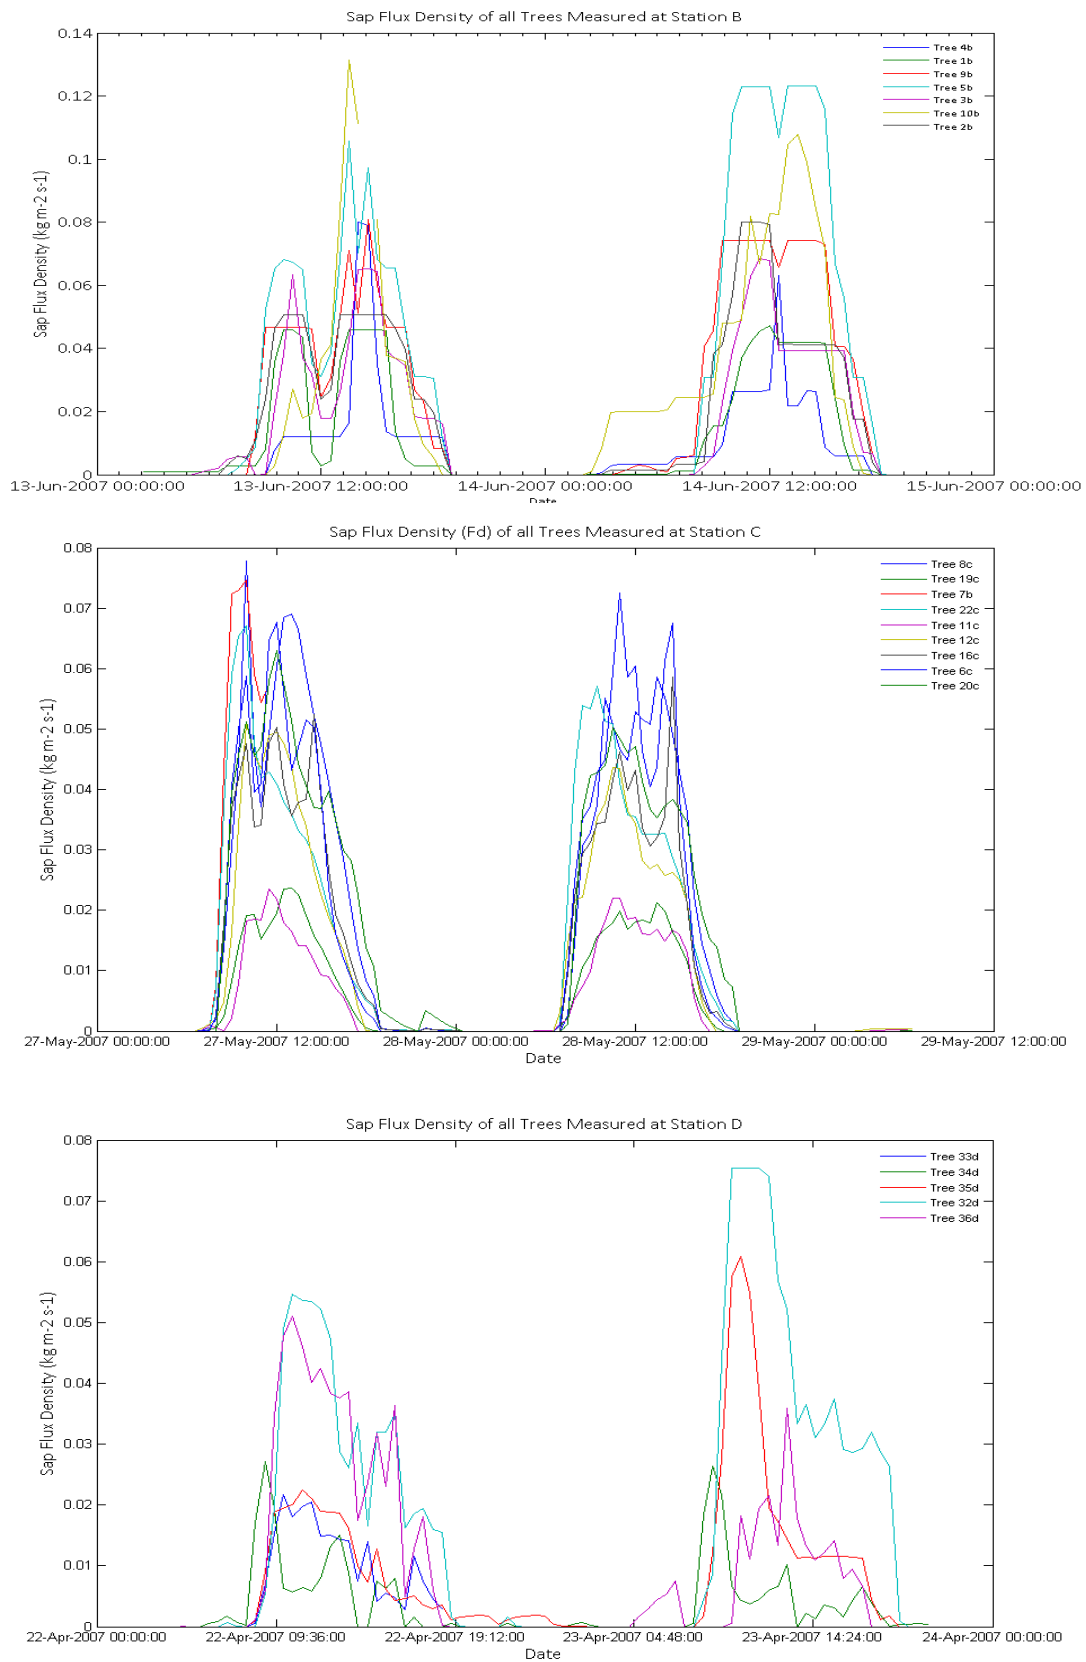 Sap Flux Density of all Trees Measured at Station B
Sap Flux Density (kg m-2 s-1)
0.14
0.12
0.1
0.08
0.06
0.04
0.02
0
Tree 4b
Tree 1b
Tree 9b
Tree 5b
Tree 3b
Tree 10b
Tree 2b
13-Jun-2007 00:00:00
13-Jun-2007 12:00:00
14-Jun-2007 00:00:00
14-Jun-2007 12:00:00
15-Jun-2007 00:00:00
Date
Sap Flux Density (Fd) of all Trees Measured at Station C
Sap Flux Density (kg m-2 s-1)
0.08
0.07
0.06
0.05
0.04
0.03
0.02
0.01
0
Tree 8c
Tree 19c
Tree 7b
Tree 22c
Tree 11c
Tree 12c
Tree 16c
Tree 6c
Tree 20c
27-May-2007 00:00:00
27-May-2007 12:00:00
28-May-2007 00:00:00
28-May-2007 12:00:00
29-May-2007 00:00:00
29-May-2007 12:00:00
Date
Sap Flux Density of all Trees Measured at Station D
Sap Flux Density (kg m-2 s-1)
0.08
0.07
0.06
0.05
0.04
0.03
0.02
0.01
0
Tree 33d
Tree 34d
Tree 35d
Tree 32d
Tree 36d
22-Apr-2007 00:00:00
22-Apr-2007 09:36:00
22-Apr-2007 19:12:00
23-Apr-2007 04:48:00
23-Apr-2007 14:24:00
24-Apr-2007 00:00:00
Date